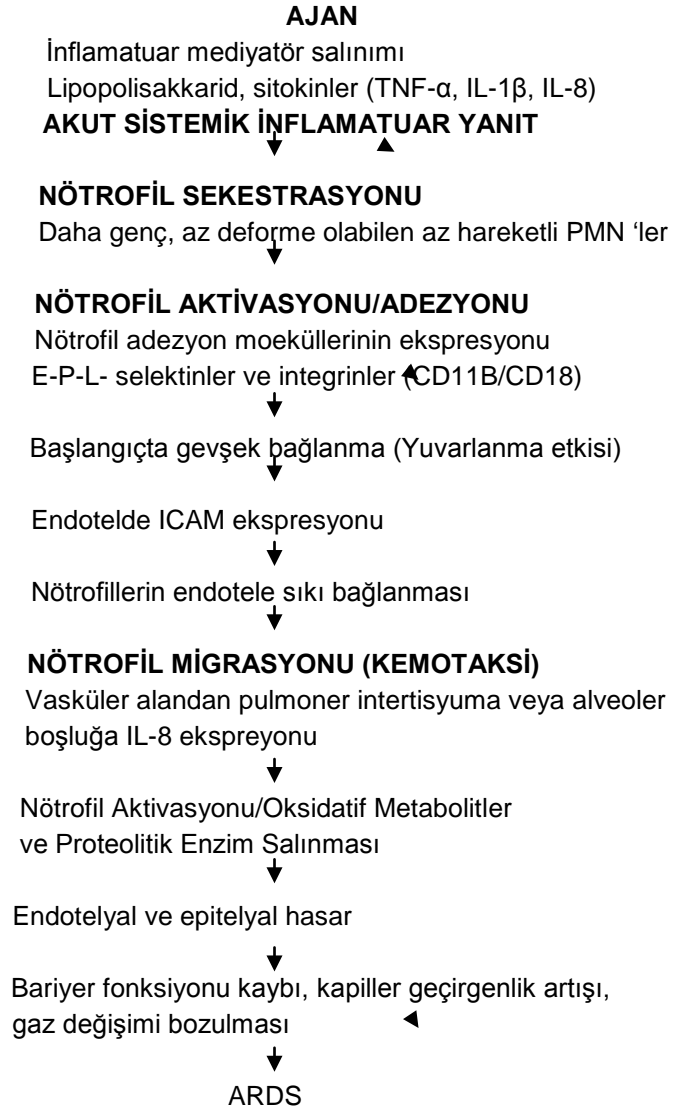 AJAN
İnflamatuar mediyatör salınımı
Lipopolisakkarid, sitokinler (TNF-α, IL-1β, IL-8)
AKUT SİSTEMİK İNFLAMATUAR YANIT
NÖTROFİL SEKESTRASYONU
Daha genç, az deforme olabilen az hareketli PMN ‘ler
NÖTROFİL AKTİVASYONU/ADEZYONU
Nötrofil adezyon moeküllerinin ekspresyonu
E-P-L- selektinler ve integrinler (CD11B/CD18)
Başlangıçta gevşek bağlanma (Yuvarlanma etkisi)
Endotelde ICAM ekspresyonu
Nötrofillerin endotele sıkı bağlanması
NÖTROFİL MİGRASYONU (KEMOTAKSİ)
Vasküler alandan pulmoner intertisyuma veya alveoler
boşluğa IL-8 ekspreyonu
Nötrofil Aktivasyonu/Oksidatif Metabolitler
ve Proteolitik Enzim Salınması
Endotelyal ve epitelyal hasar
Bariyer fonksiyonu kaybı, kapiller geçirgenlik artışı,
gaz değişimi bozulması
ARDS